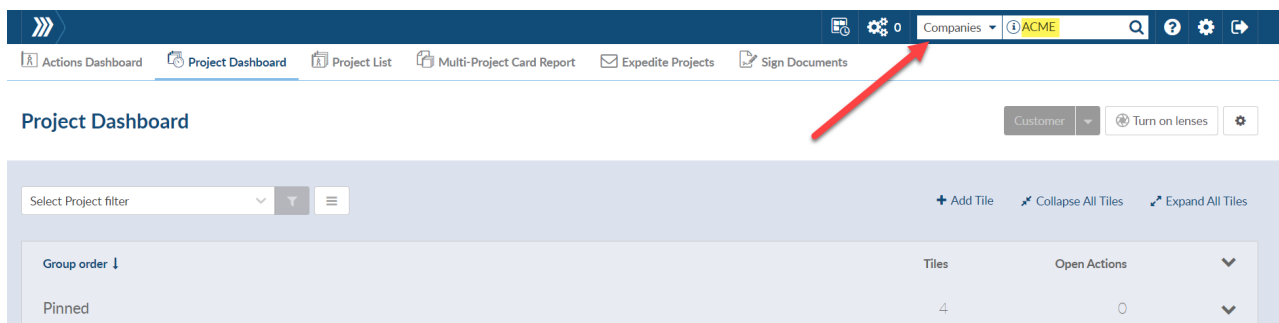 0 Companies ACME
Actions Dashboard Project Dashboard Project List Multi-Project Card Report Expedite Projects Sign Documents
Project Dashboard Customer Turn on lenses
Select Project filter Add Tile Collapse All Tiles Expand All Tiles
Group order Tiles Open Actions
Pinned 4 0